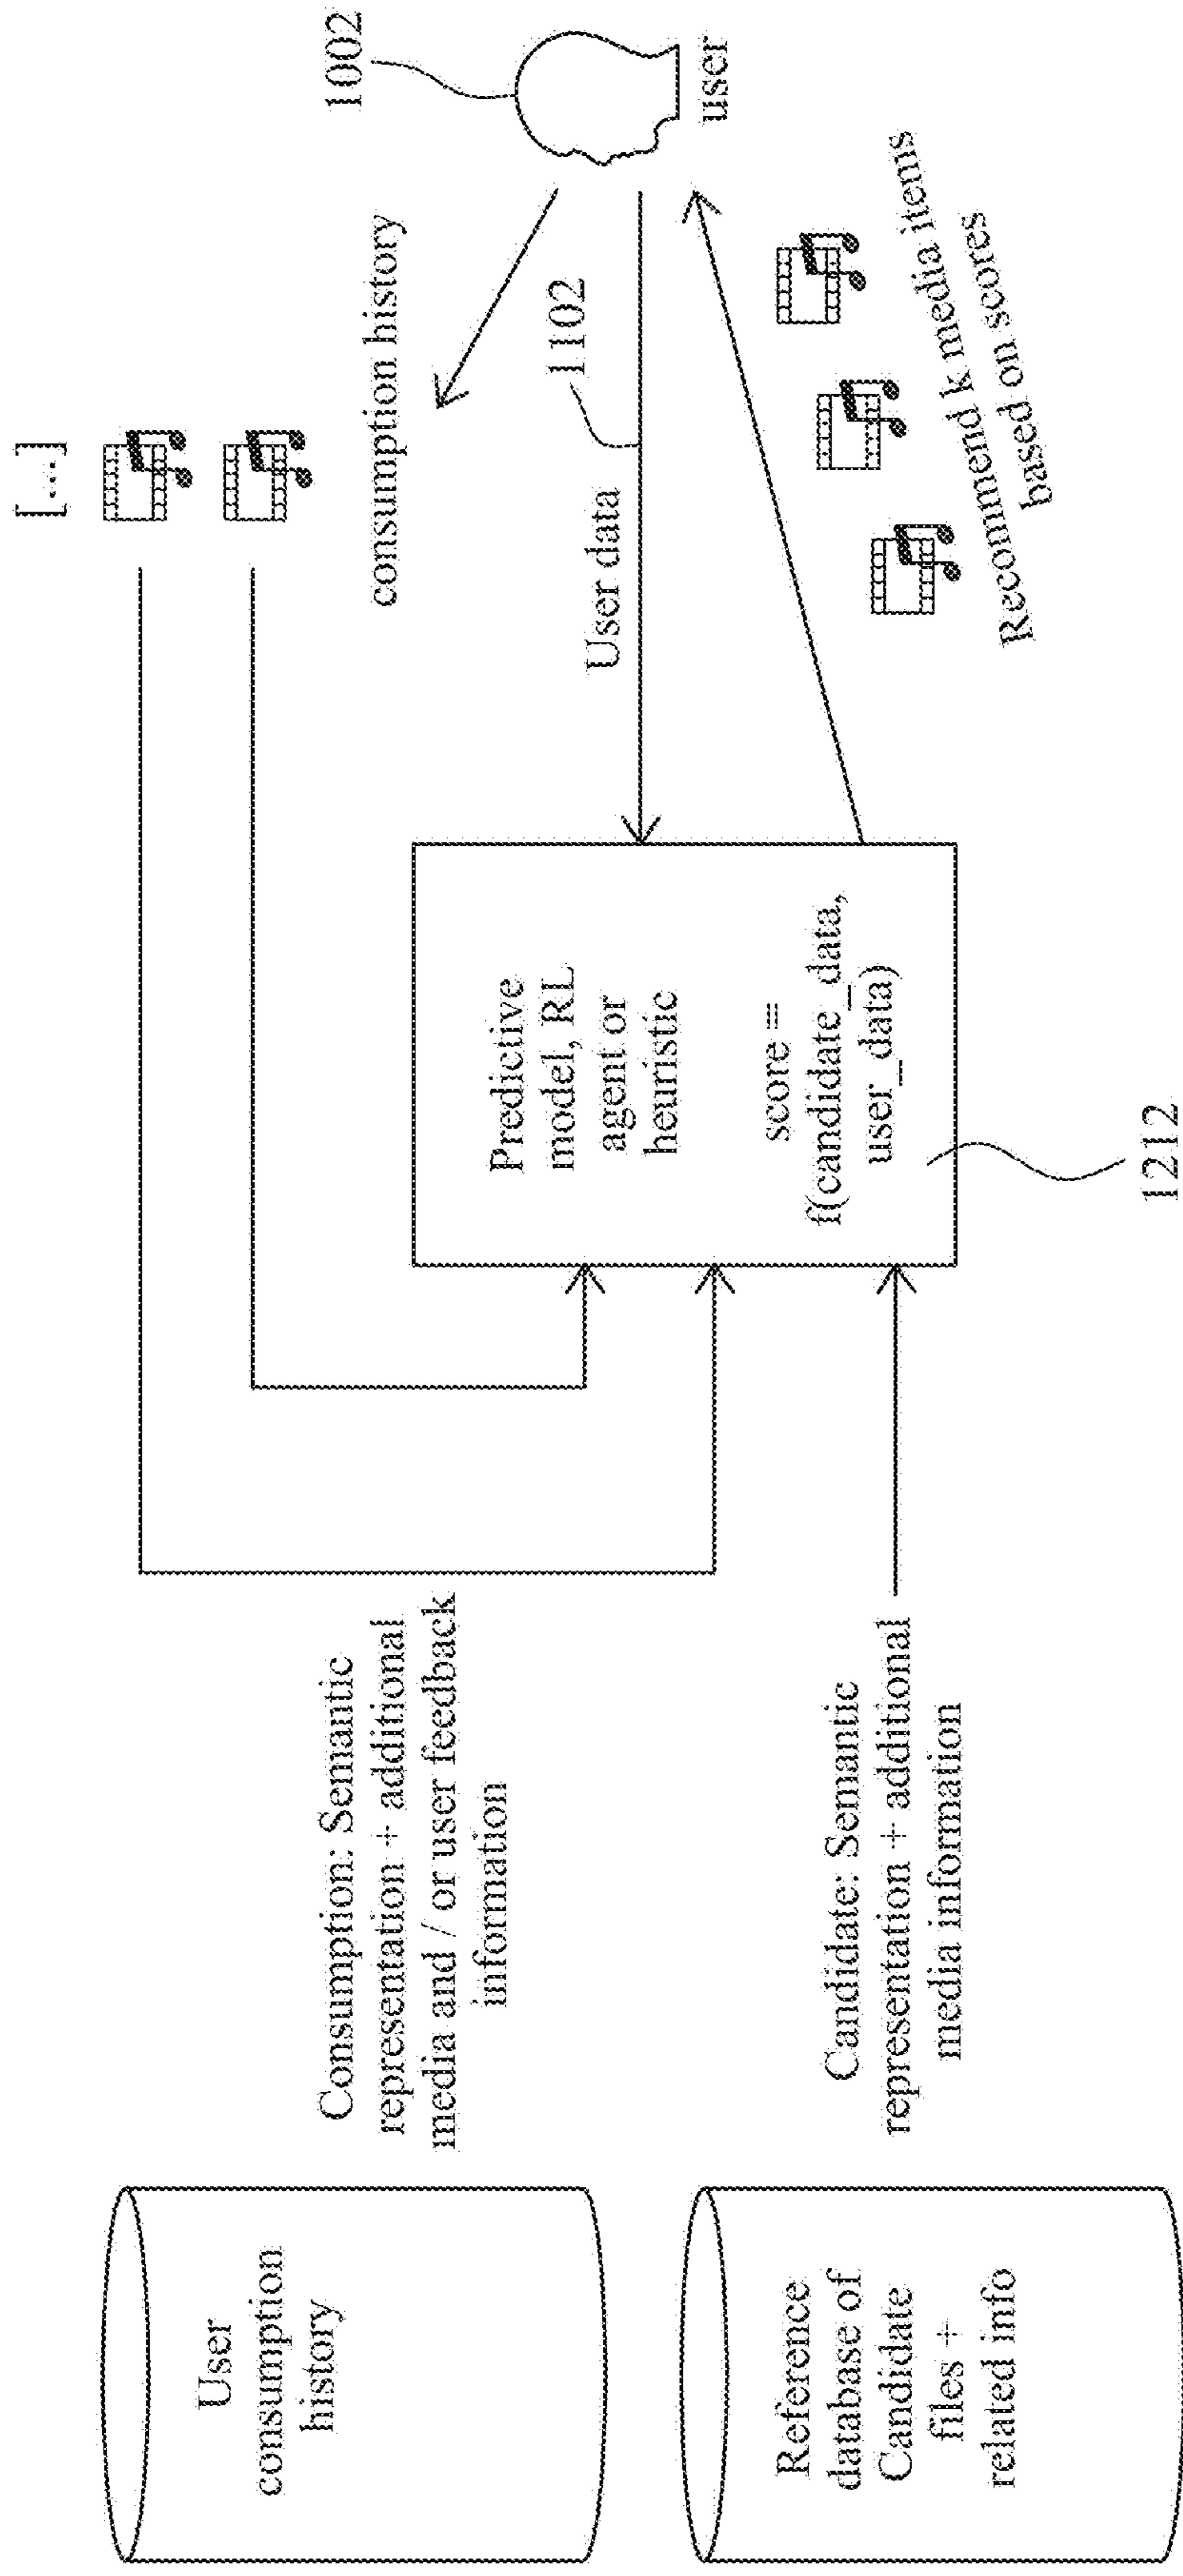 User
consumption
history
Reference
database of
Candidate
files +
related info
Consumption: Semantic
representation + additional
media and / or user feedback
information
Candidate: Semantic
representation + additional
media information
Predictive
model, RL
agent or
heuristic
score =
f(candidate_data,
user_data)
1212
[...]
consumption history
User data
1102
1002
user
Recommend k media items
based on scores